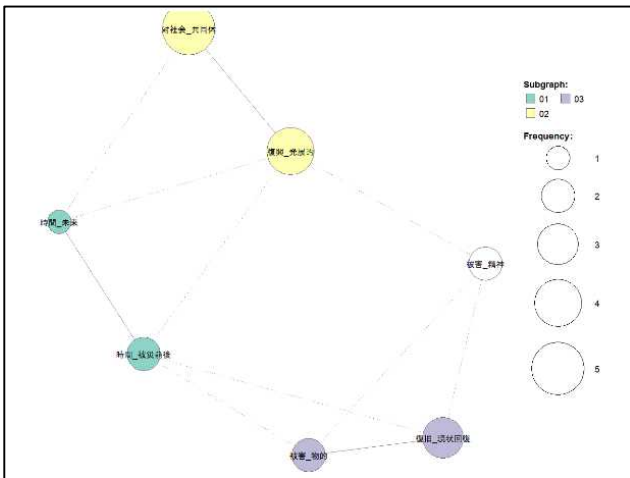 対社会_共同体
復興_発展的
時間_未来
被害_精神
時間_被災前後
復旧_現状回復
被害_物的
Subgraph:
01 03
02
Frequency:
1
2
3
4
5